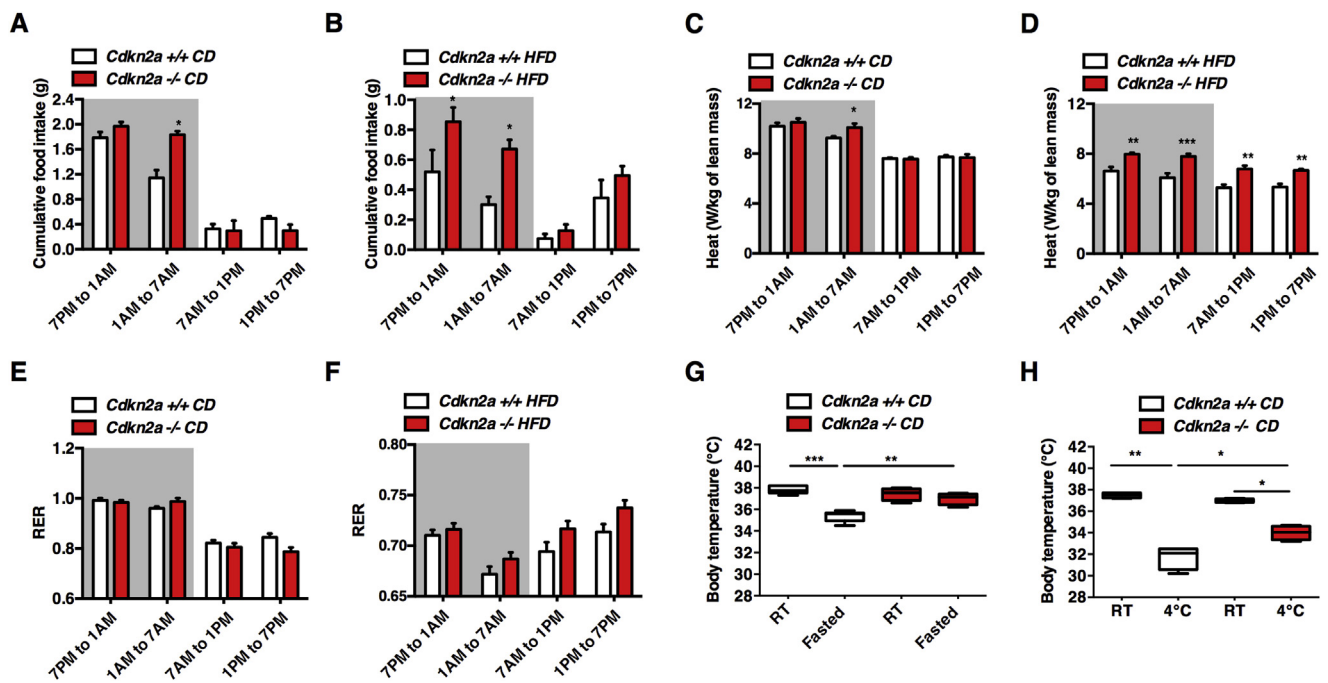 A
Cdkn2a +/+ CD
Cdkn2a -/- CD
Cumulative food intake (g)
2.4
2.0
1.6
1.2
0.8
0.4
0.0
*
7PM to 1AM
1AM to 7AM
7AM to 1PM
1PM to 7PM
B
Cdkn2a +/+ HFD
Cdkn2a -/- HFD
Cumulative food intake (g)
1.0
0.8
0.6
0.4
0.2
0.0
*
*
7PM to 1AM
1AM to 7AM
7AM to 1PM
1PM to 7PM
C
Cdkn2a +/+ CD
Cdkn2a -/- CD
Heat (W/kg of lean mass)
12
8
4
0
*
7PM to 1AM
1AM to 7AM
7AM to 1PM
1PM to 7PM
D
Cdkn2a +/+ HFD
Cdkn2a -/- HFD
Heat (W/kg of lean mass)
12
8
4
0
**
***
**
**
7PM to 1AM
1AM to 7AM
7AM to 1PM
1PM to 7PM
E
Cdkn2a +/+ CD
Cdkn2a -/- CD
RER
1.2
1.0
0.8
0.6
7PM to 1AM
1AM to 7AM
7AM to 1PM
1PM to 7PM
F
Cdkn2a +/+ HFD
Cdkn2a -/- HFD
RER
0.80
0.75
0.70
0.65
7PM to 1AM
1AM to 7AM
7AM to 1PM
1PM to 7PM
G
Cdkn2a +/+ CD
Cdkn2a -/- CD
Body temperature (°C)
42
40
38
36
34
32
30
28
***
**
RT
Fasted
RT
Fasted
H
Cdkn2a +/+ CD
Cdkn2a -/- CD
Body temperature (°C)
42
40
38
36
34
32
30
28
**
*
*
RT
4°C
RT
4°C